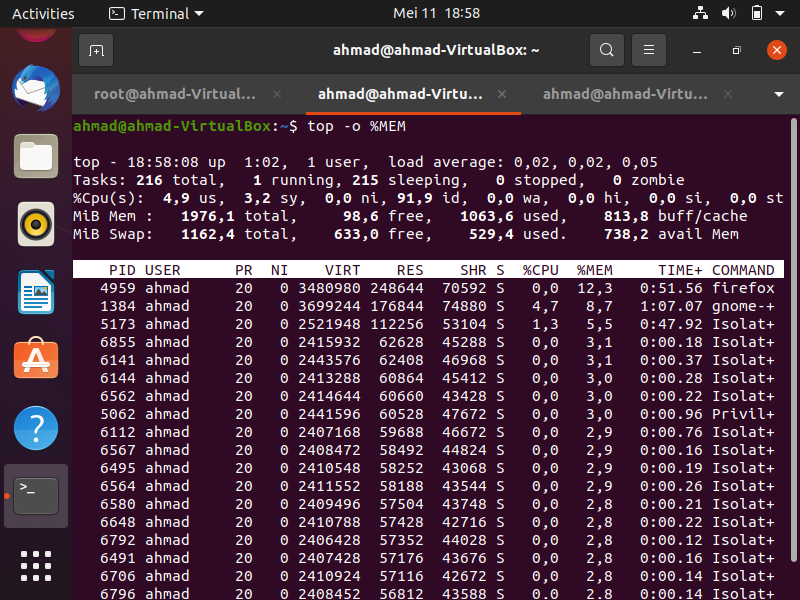 Activities Terminal Mei 11 18:58
ahmad@ahmad-VirtualBox: ~
root@ahmad-Virtual... × ahmad@ahmad-Virtu... × ahmad@ahmad-Virtu... ×
ahmad@ahmad-VirtualBox:~$ top -o %MEM
top - 18:58:08 up  1:02,  1 user,  load average: 0,02, 0,02, 0,05
Tasks: 216 total,   1 running, 215 sleeping,   0 stopped,   0 zombie
%Cpu(s):  4,9 us,  3,2 sy,  0,0 ni, 91,9 id,  0,0 wa,  0,0 hi,  0,0 si,  0,0 st
MiB Mem :   1976,1 total,     98,6 free,   1063,6 used,    813,8 buff/cache
MiB Swap:   1162,4 total,    633,0 free,    529,4 used.    738,2 avail Mem
PID USER PR NI VIRT RES SHR S %CPU %MEM TIME+ COMMAND
4959 ahmad 20 0 3480980 248644 70592 S 0,0 12,3 0:51.56 firefox
1384 ahmad 20 0 3699244 176844 74880 S 4,7 8,7 1:07.07 gnome-+
5173 ahmad 20 0 2521948 112256 53104 S 1,3 5,5 0:47.92 Isolat+
6855 ahmad 20 0 2415932 62628 45288 S 0,0 3,1 0:00.18 Isolat+
6141 ahmad 20 0 2443576 62408 46968 S 0,0 3,1 0:00.37 Isolat+
6144 ahmad 20 0 2413288 60864 45412 S 0,0 3,0 0:00.28 Isolat+
6562 ahmad 20 0 2414644 60660 43428 S 0,0 3,0 0:00.22 Isolat+
5062 ahmad 20 0 2441596 60528 47672 S 0,0 3,0 0:00.96 Privil+
6112 ahmad 20 0 2407168 59688 46672 S 0,0 2,9 0:00.76 Isolat+
6567 ahmad 20 0 2408472 58492 44824 S 0,0 2,9 0:00.16 Isolat+
6495 ahmad 20 0 2410548 58252 43068 S 0,0 2,9 0:00.19 Isolat+
6564 ahmad 20 0 2411552 58188 43544 S 0,0 2,9 0:00.26 Isolat+
6580 ahmad 20 0 2409496 57504 43748 S 0,0 2,8 0:00.21 Isolat+
6648 ahmad 20 0 2410788 57428 42716 S 0,0 2,8 0:00.22 Isolat+
6792 ahmad 20 0 2406428 57352 44028 S 0,0 2,8 0:00.12 Isolat+
6491 ahmad 20 0 2407428 57176 43676 S 0,0 2,8 0:00.16 Isolat+
6706 ahmad 20 0 2410924 57116 42672 S 0,0 2,8 0:00.14 Isolat+
6796 ahmad 20 0 2408452 56812 43588 S 0,0 2,8 0:00.14 Isolat+